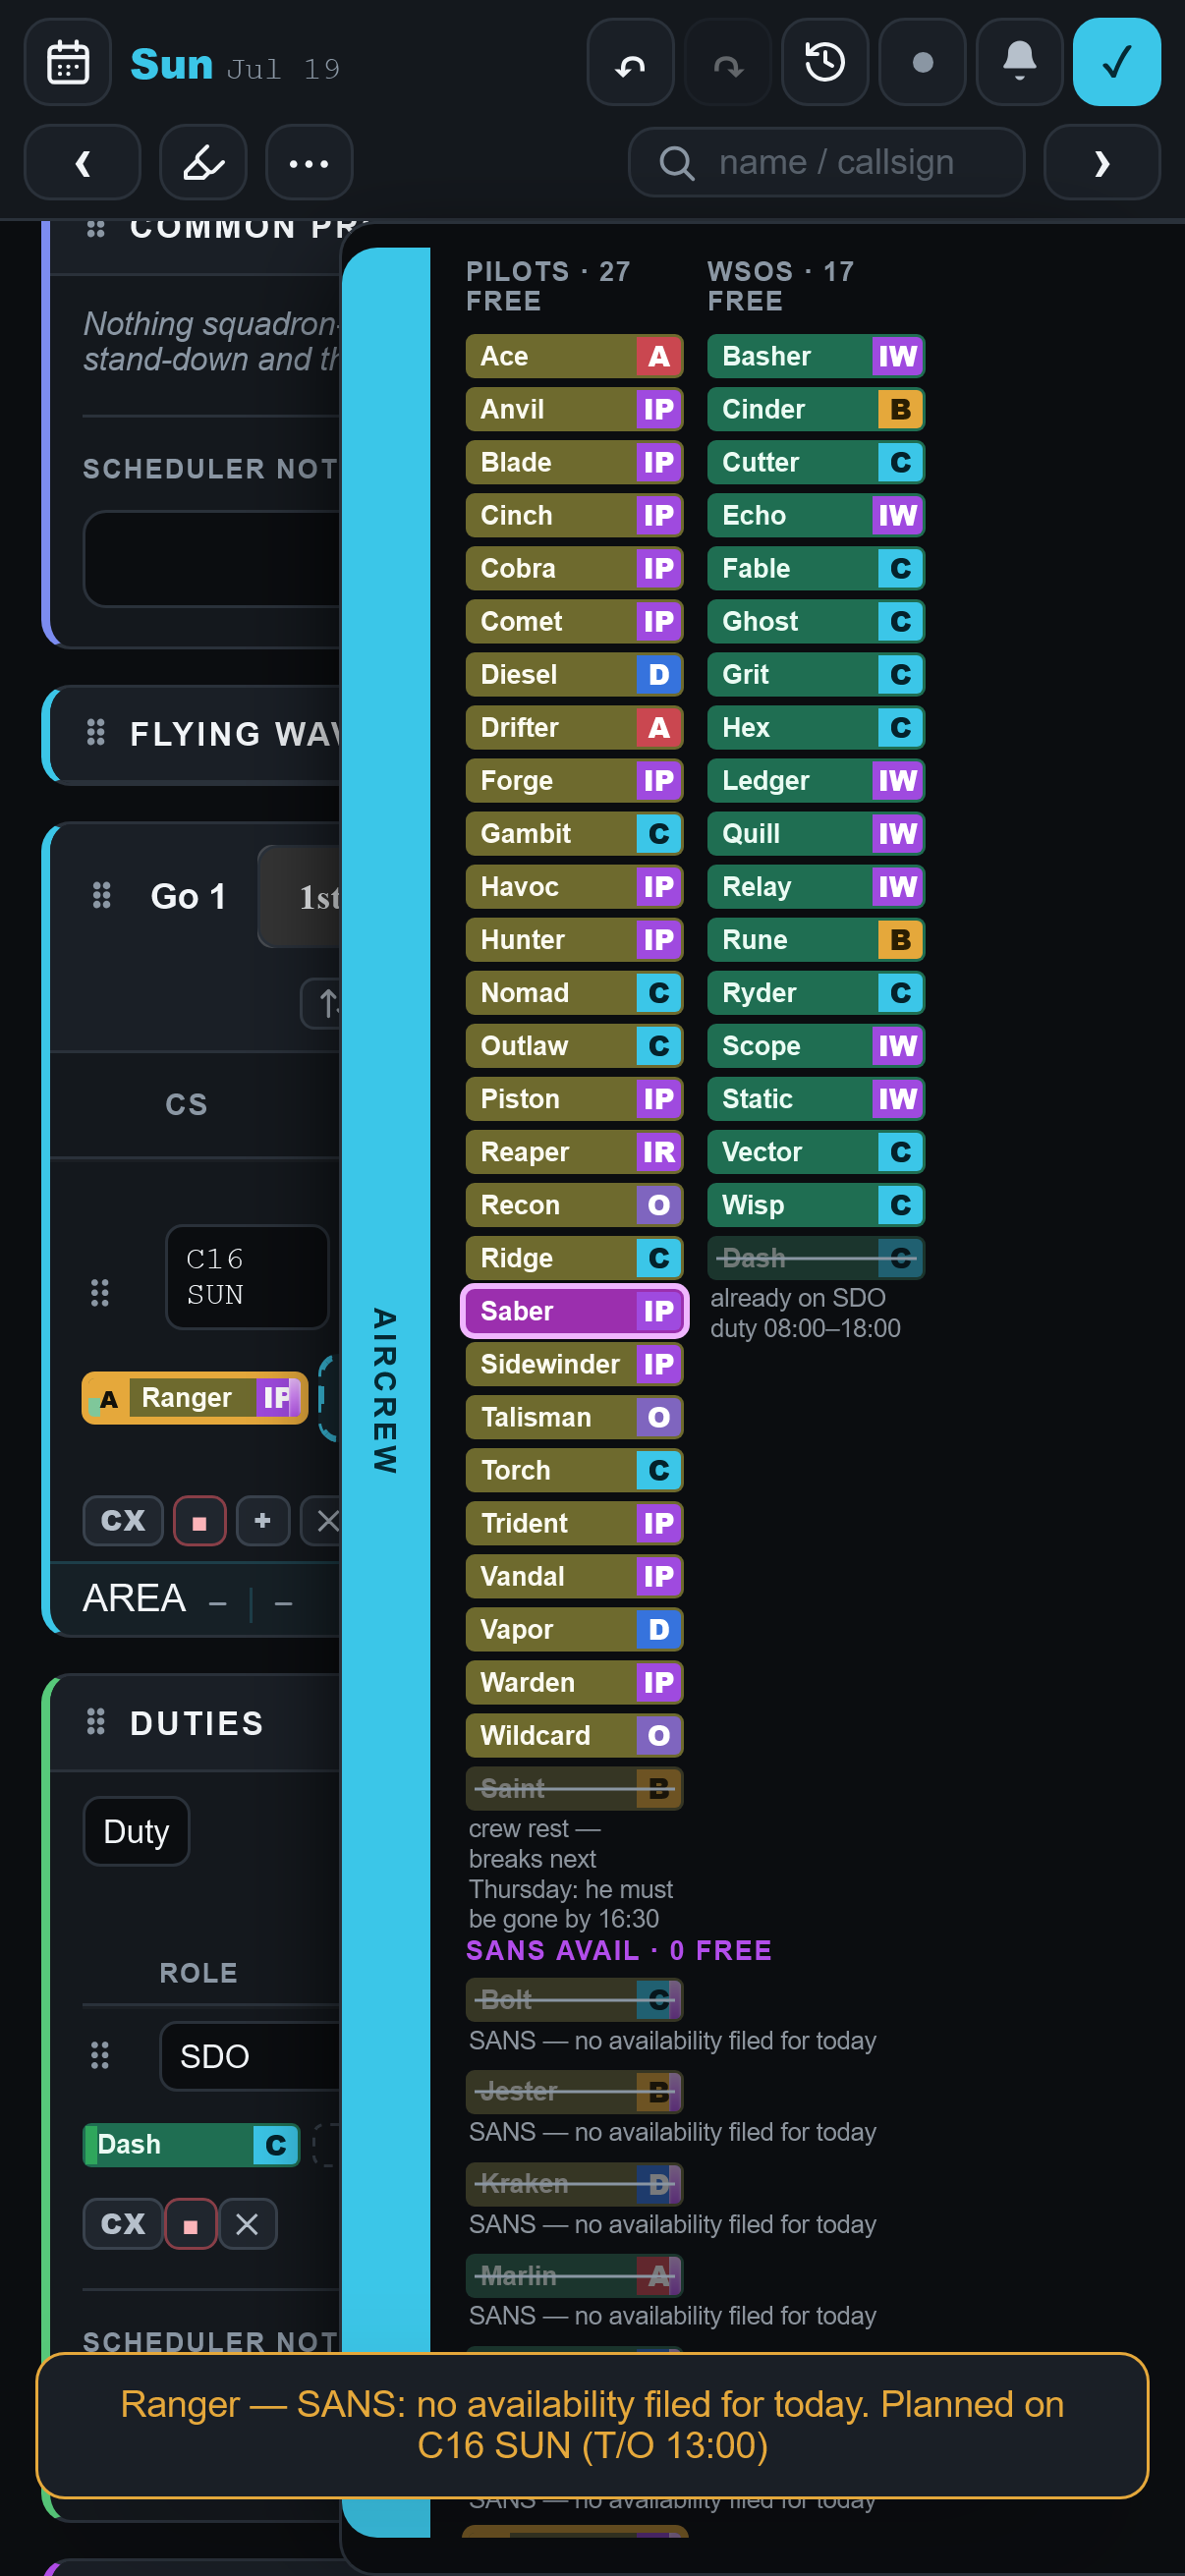 Sun Jul 19
name / callsign
COMMON PR
Nothing squadron-
stand-down and th
SCHEDULER NOT
FLYING WAV
Go 1
1st
CS
C16
SUN
A Ranger IP
CX
AREA – | –
DUTIES
Duty
ROLE
SDO
Dash C
CX
SCHEDULER NOT
AIRCREW
PILOTS · 27
FREE
Ace A
Anvil IP
Blade IP
Cinch IP
Cobra IP
Comet IP
Diesel D
Drifter A
Forge IP
Gambit C
Havoc IP
Hunter IP
Nomad C
Outlaw C
Piston IP
Reaper IR
Recon O
Ridge C
Saber IP
Sidewinder IP
Talisman O
Torch C
Trident IP
Vandal IP
Vapor D
Warden IP
Wildcard O
Saint B
crew rest —
breaks next
Thursday: he must
be gone by 16:30
WSOS · 17
FREE
Basher IW
Cinder B
Cutter C
Echo IW
Fable C
Ghost C
Grit C
Hex C
Ledger IW
Quill IW
Relay IW
Rune B
Ryder C
Scope IW
Static IW
Vector C
Wisp C
Dash C
already on SDO
duty 08:00–18:00
SANS AVAIL · 0 FREE
Bolt C
SANS — no availability filed for today
Jester B
SANS — no availability filed for today
Kraken D
SANS — no availability filed for today
Marlin A
SANS — no availability filed for today
Ranger — SANS: no availability filed for today. Planned on
C16 SUN (T/O 13:00)
SANS — no availability filed for today